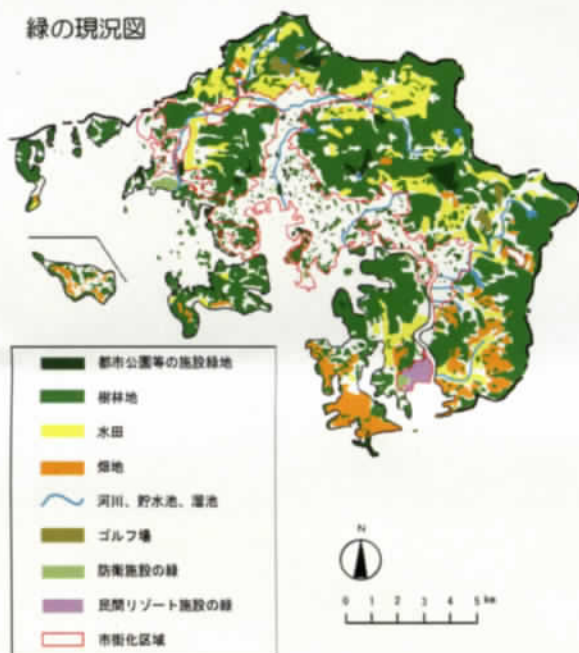 緑の現況図
都市公園等の施設緑地
樹林地
水田
畑地
河川、貯水池、溜池
ゴルフ場
防衛施設の緑
民間リゾート施設の緑
市街化区域
N
0 1 2 3 4 5 km